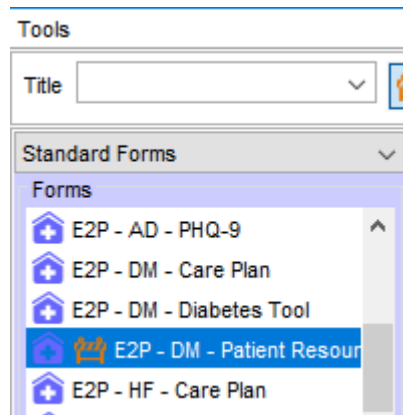 Tools
Title
Standard Forms
Forms
E2P - AD - PHQ-9
E2P - DM - Care Plan
E2P - DM - Diabetes Tool
E2P - DM - Patient Resour
E2P - HF - Care Plan